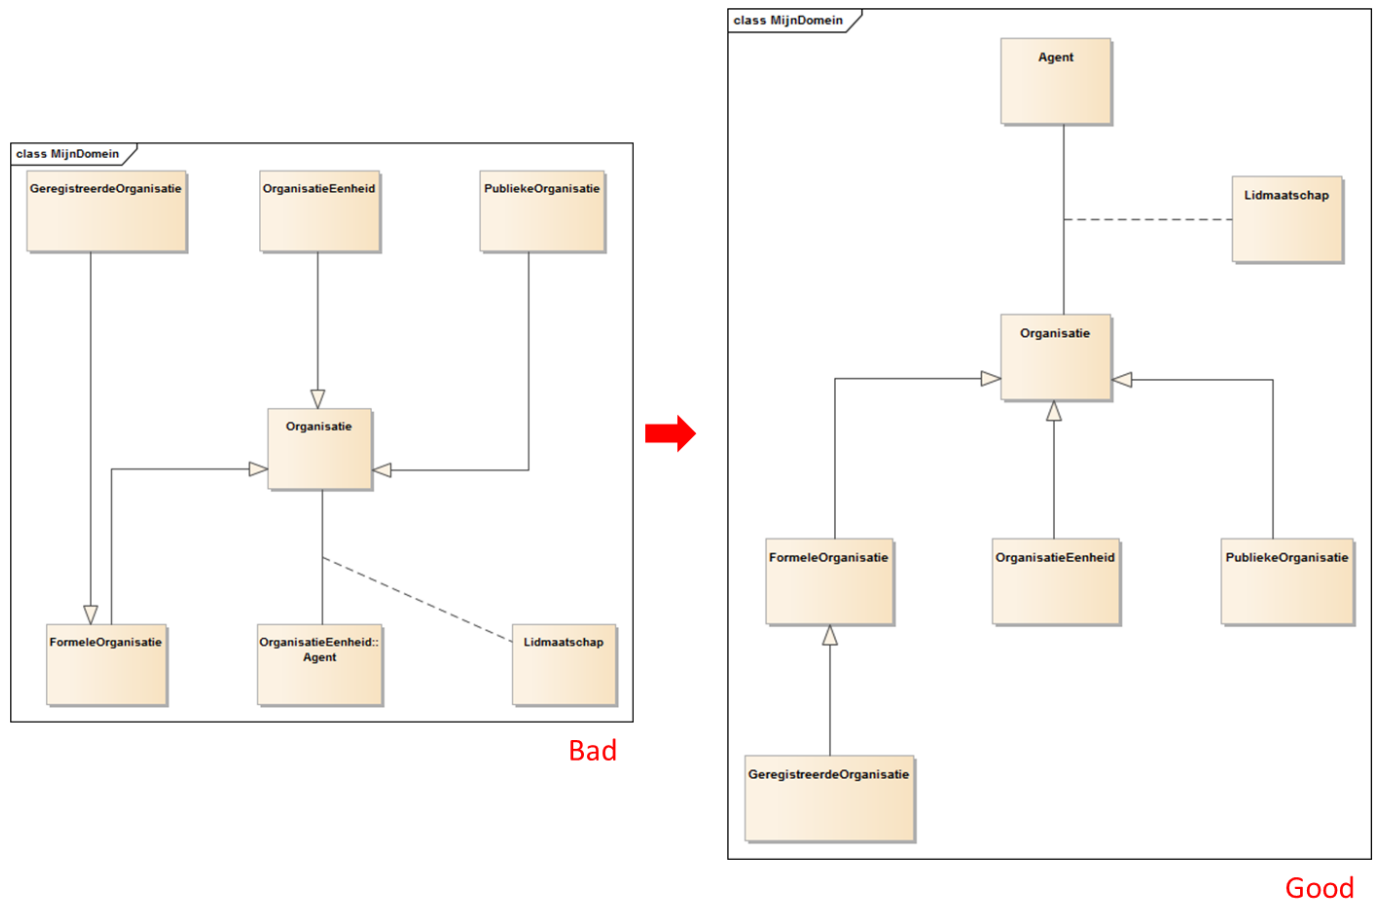 class MijnDomein
GeregistreerdeOrganisatie
OrganisatieEenheid
PubliekeOrganisatie
Organisatie
FormeleOrganisatie
OrganisatieEenheid::
Agent
Lidmaatschap
Bad
class MijnDomein
Agent
Lidmaatschap
Organisatie
FormeleOrganisatie
OrganisatieEenheid
PubliekeOrganisatie
GeregistreerdeOrganisatie
Good